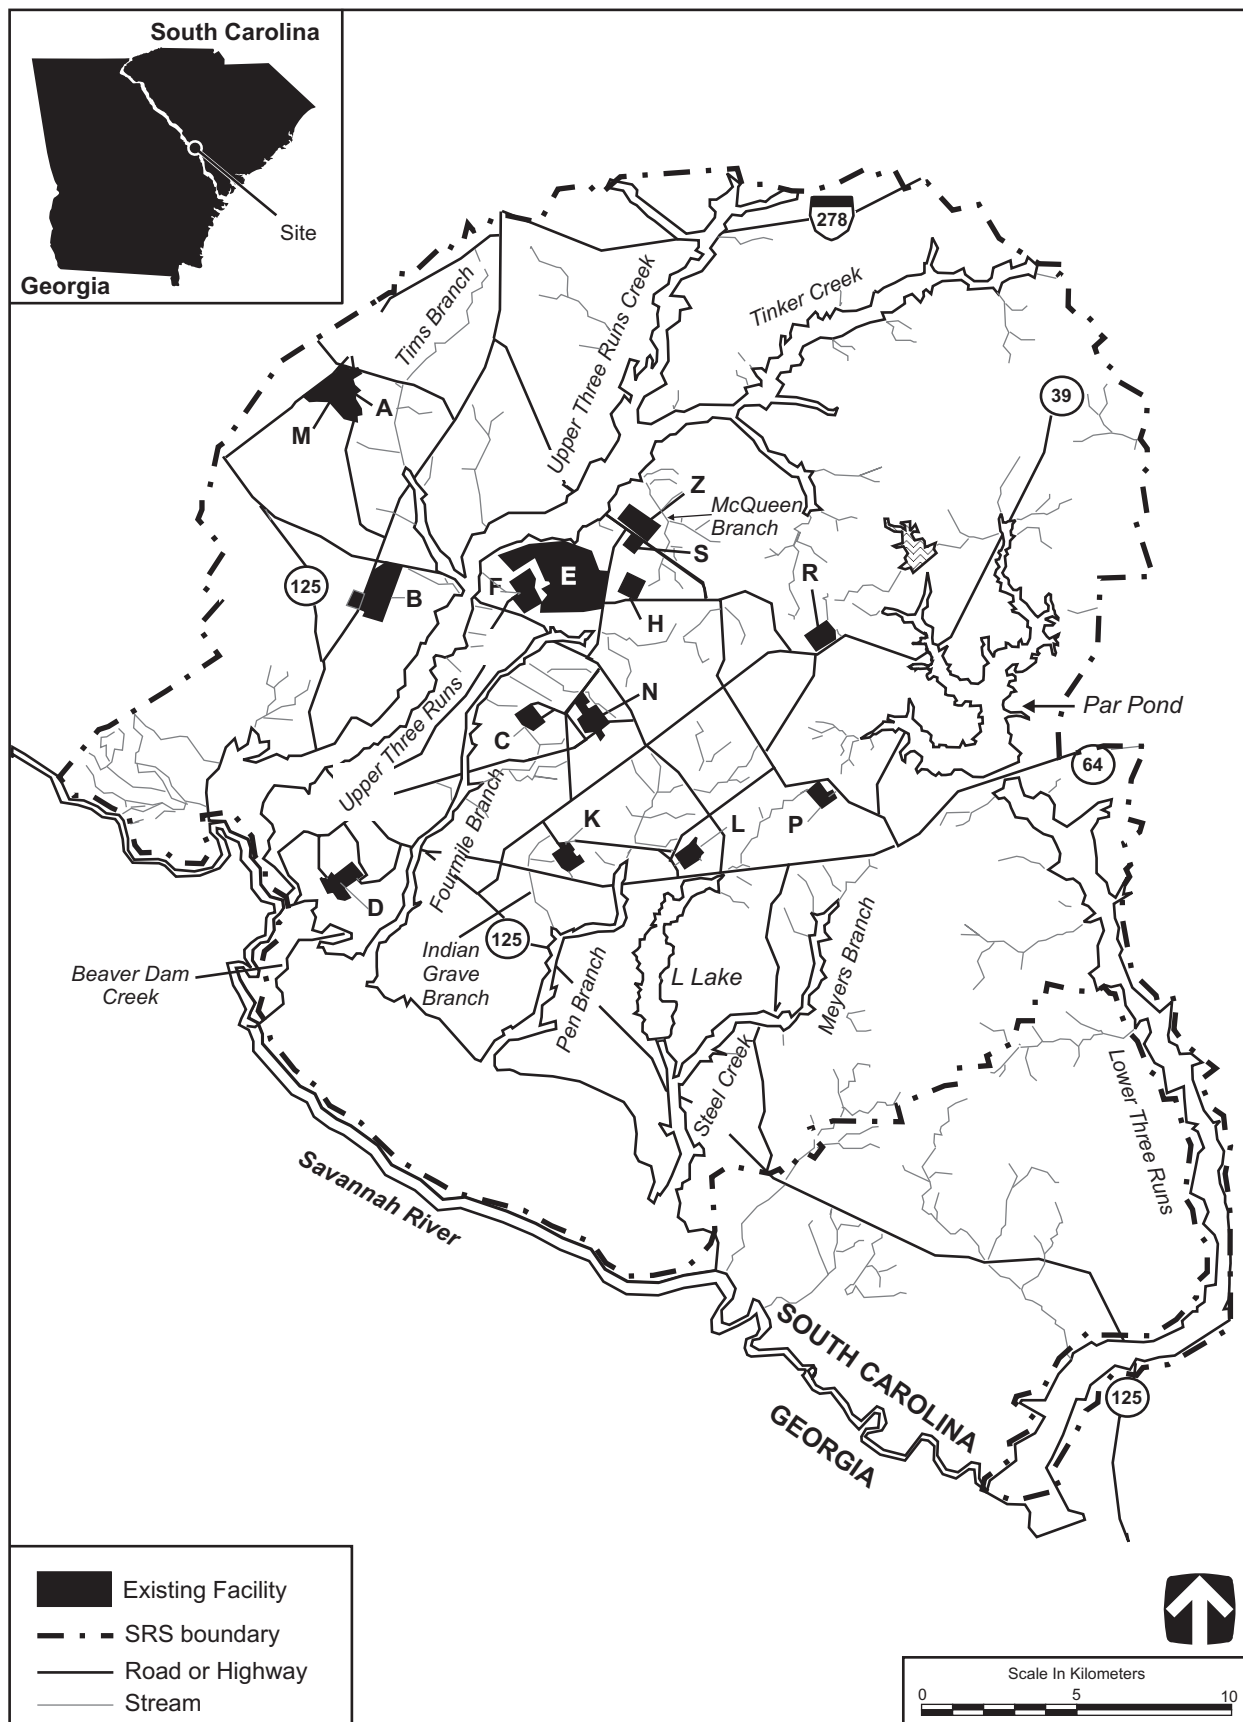 South Carolina
Site
Georgia
278
Tims Branch
Upper Three Runs Creek
Tinker Creek
39
A
M
Z
McQueen
Branch
S
E
F
R
125
B
H
N
Par Pond
C
Upper Three Runs
64
Fourmile Branch
K
L
P
D
125
Indian
Grave
Branch
Beaver Dam
Creek
L Lake
Pen Branch
Meyers Branch
Steel Creek
Lower Three Runs
Savannah River
SOUTH CAROLINA
GEORGIA
125
Existing Facility
SRS boundary
Road or Highway
Stream
Scale In Kilometers
0 5 10